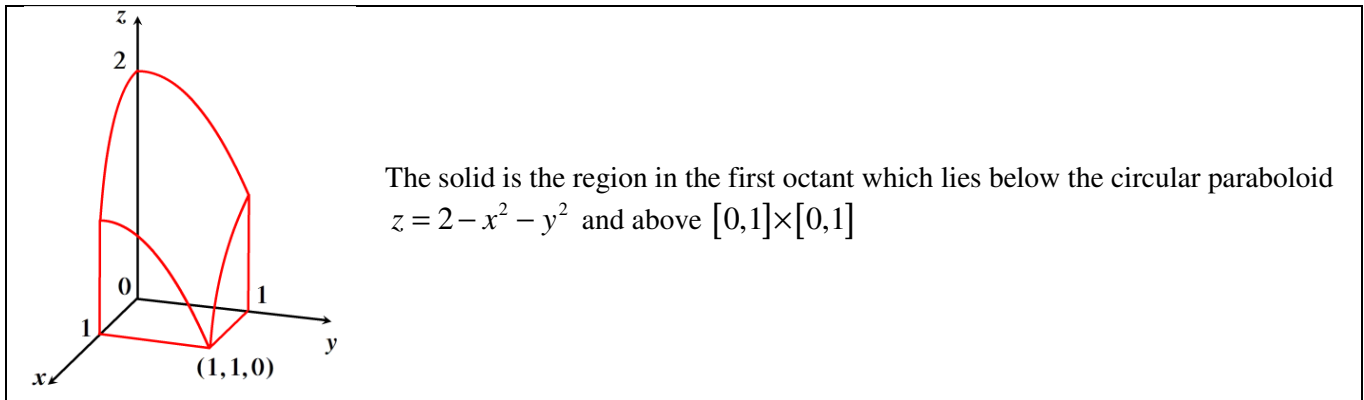 z
2
0
1
1
y
(1,1,0)
x
The solid is the region in the first octant which lies below the circular paraboloid
z = 2 − x² − y² and above [0,1]×[0,1]